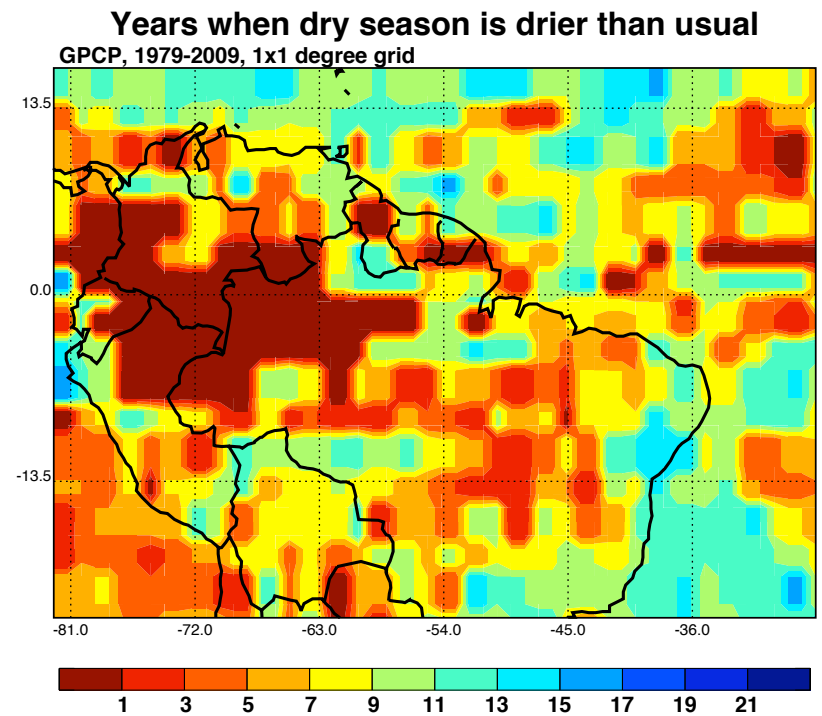 Years when dry season is drier than usual
GPCP, 1979-2009, 1x1 degree grid
13.5
0.0
-13.5
-81.0 -72.0 -63.0 -54.0 -45.0 -36.0
1 3 5 7 9 11 13 15 17 19 21